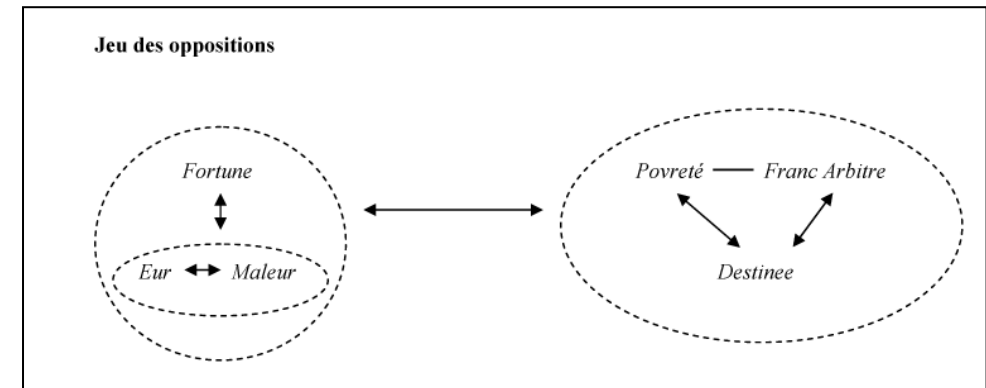 Jeu des oppositions
Fortune
Povreté Franc Arbitre
Eur Maleur
Destinee